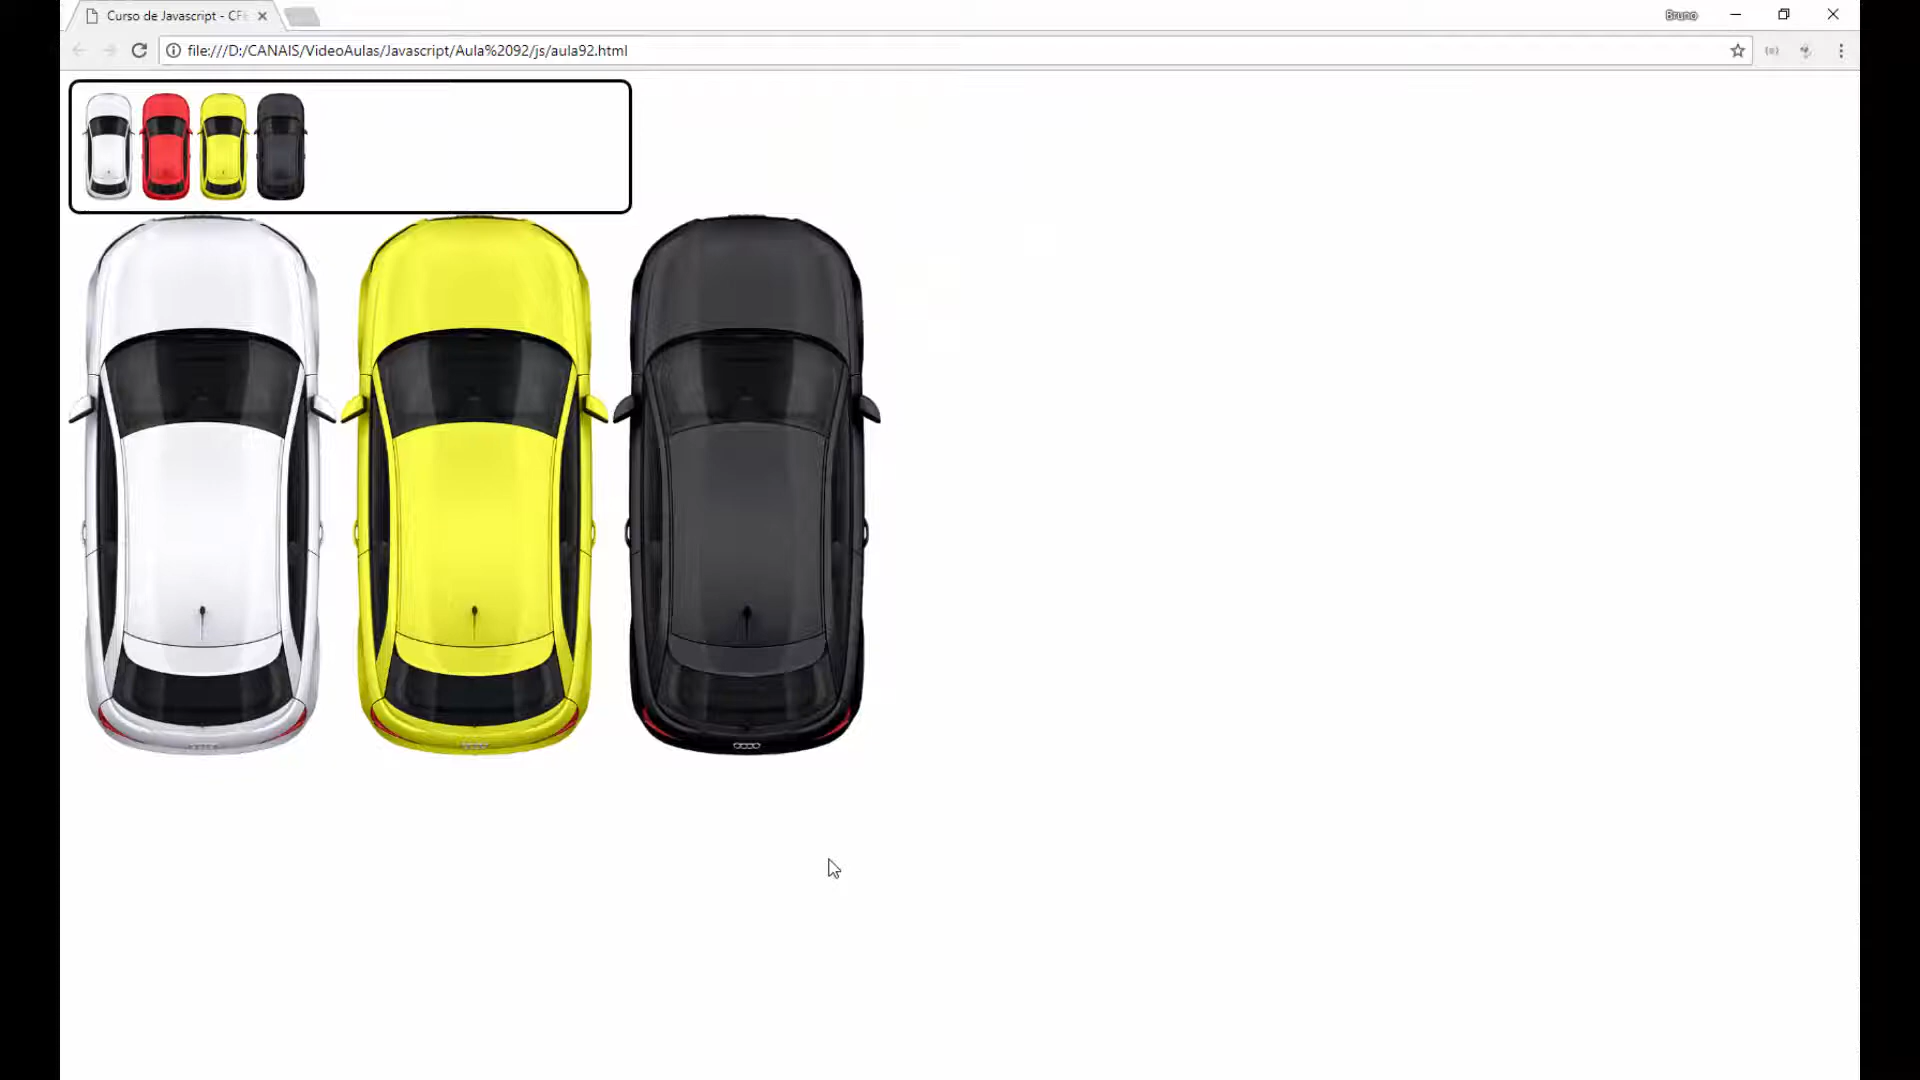 Curso de Javascript - CF
Bruno
file:///D:/CANAIS/VideoAulas/Javascript/Aula%2092/js/aula92.html